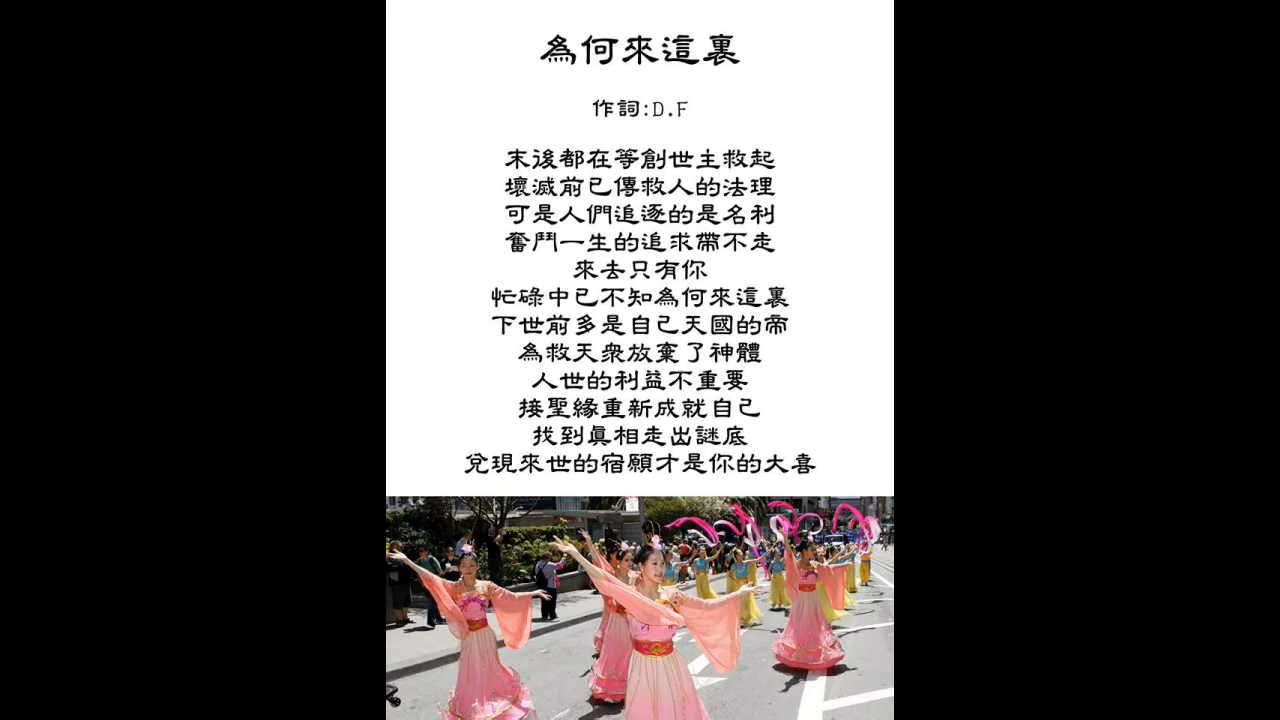 為何來這裏
作詞:D.F
末後都在等創世主救起
壞滅前已傳救人的法理
可是人們追逐的是名利
奮鬥一生的追求帶不走
來去只有你
忙碌中已不知為何來這裏
下世前多是自己天國的帝
為救天眾放棄了神體
人世的利益不重要
接聖緣重新成就自己
找到真相走出謎底
兌現來世的宿願才是你的大喜